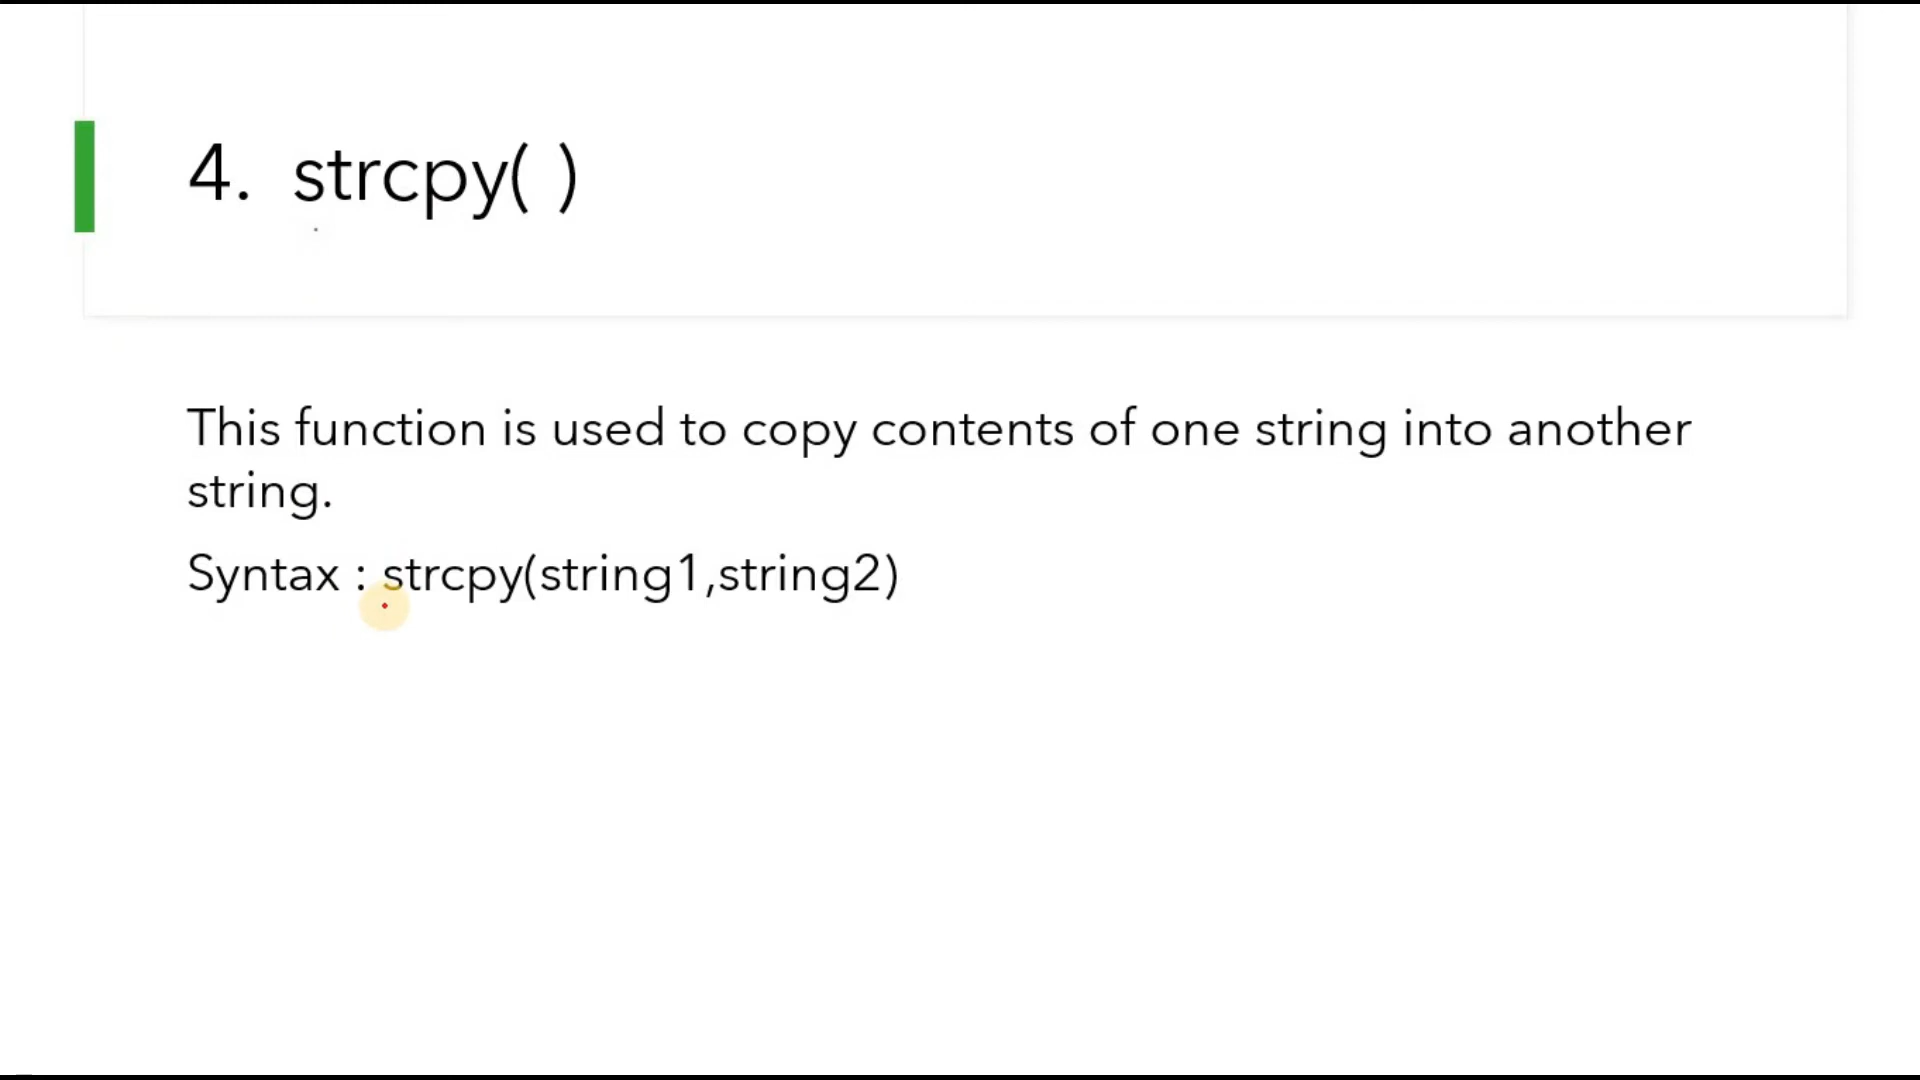 4. strcpy( )
This function is used to copy contents of one string into another
string.
Syntax : strcpy(string1,string2)